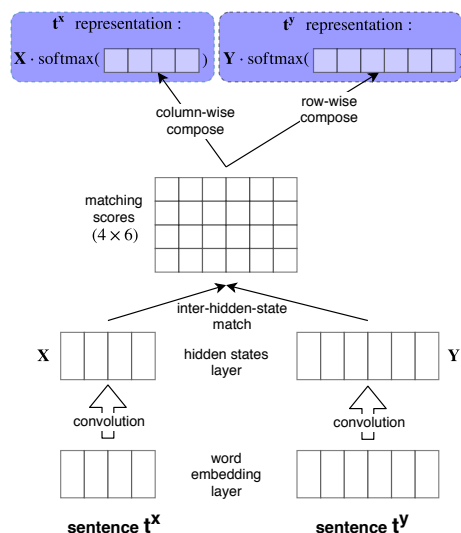 t^x representation :
X · softmax( )
t^y representation :
Y · softmax( )
column-wise
compose
row-wise
compose
matching
scores
(4 × 6)
inter-hidden-state
match
X
hidden states
layer
Y
convolution
convolution
word
embedding
layer
sentence t^x
sentence t^y